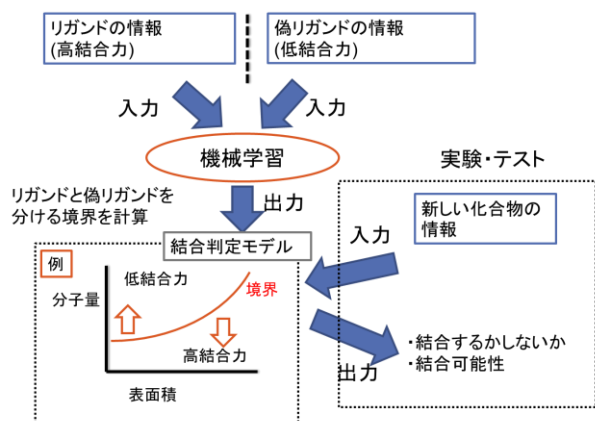 リガンドの情報
(高結合力)
偽リガンドの情報
(低結合力)
入力
入力
機械学習
実験・テスト
リガンドと偽リガンドを
分ける境界を計算
出力
新しい化合物の
情報
結合判定モデル
入力
例
低結合力
境界
分子量
高結合力
表面積
・結合するかしないか
・結合可能性
出力